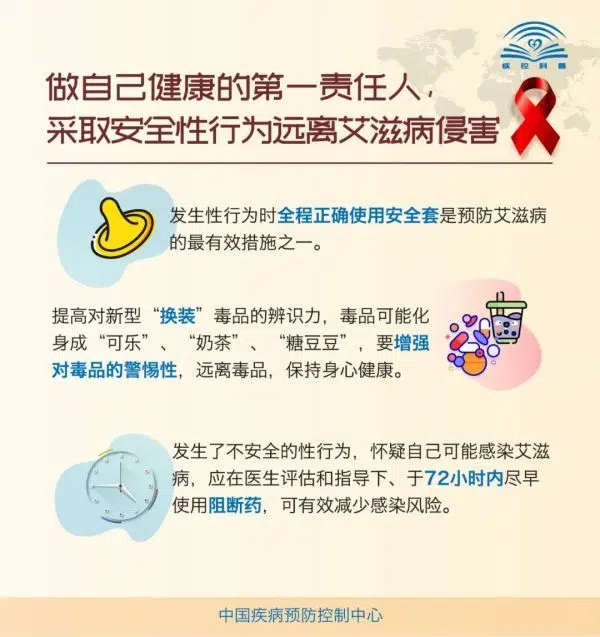 疾控科普
做自己健康的第一责任人，
采取安全性行为远离艾滋病侵害
发生性行为时全程正确使用安全套是预防艾滋病
的最有效措施之一。
提高对新型“换装”毒品的辨识力，毒品可能化
身成“可乐”、“奶茶”、“糖豆豆”，要增强
对毒品的警惕性，远离毒品，保持身心健康。
发生了不安全的性行为，怀疑自己可能感染艾滋
病，应在医生评估和指导下、于72小时内尽早
使用阻断药，可有效减少感染风险。
中国疾病预防控制中心